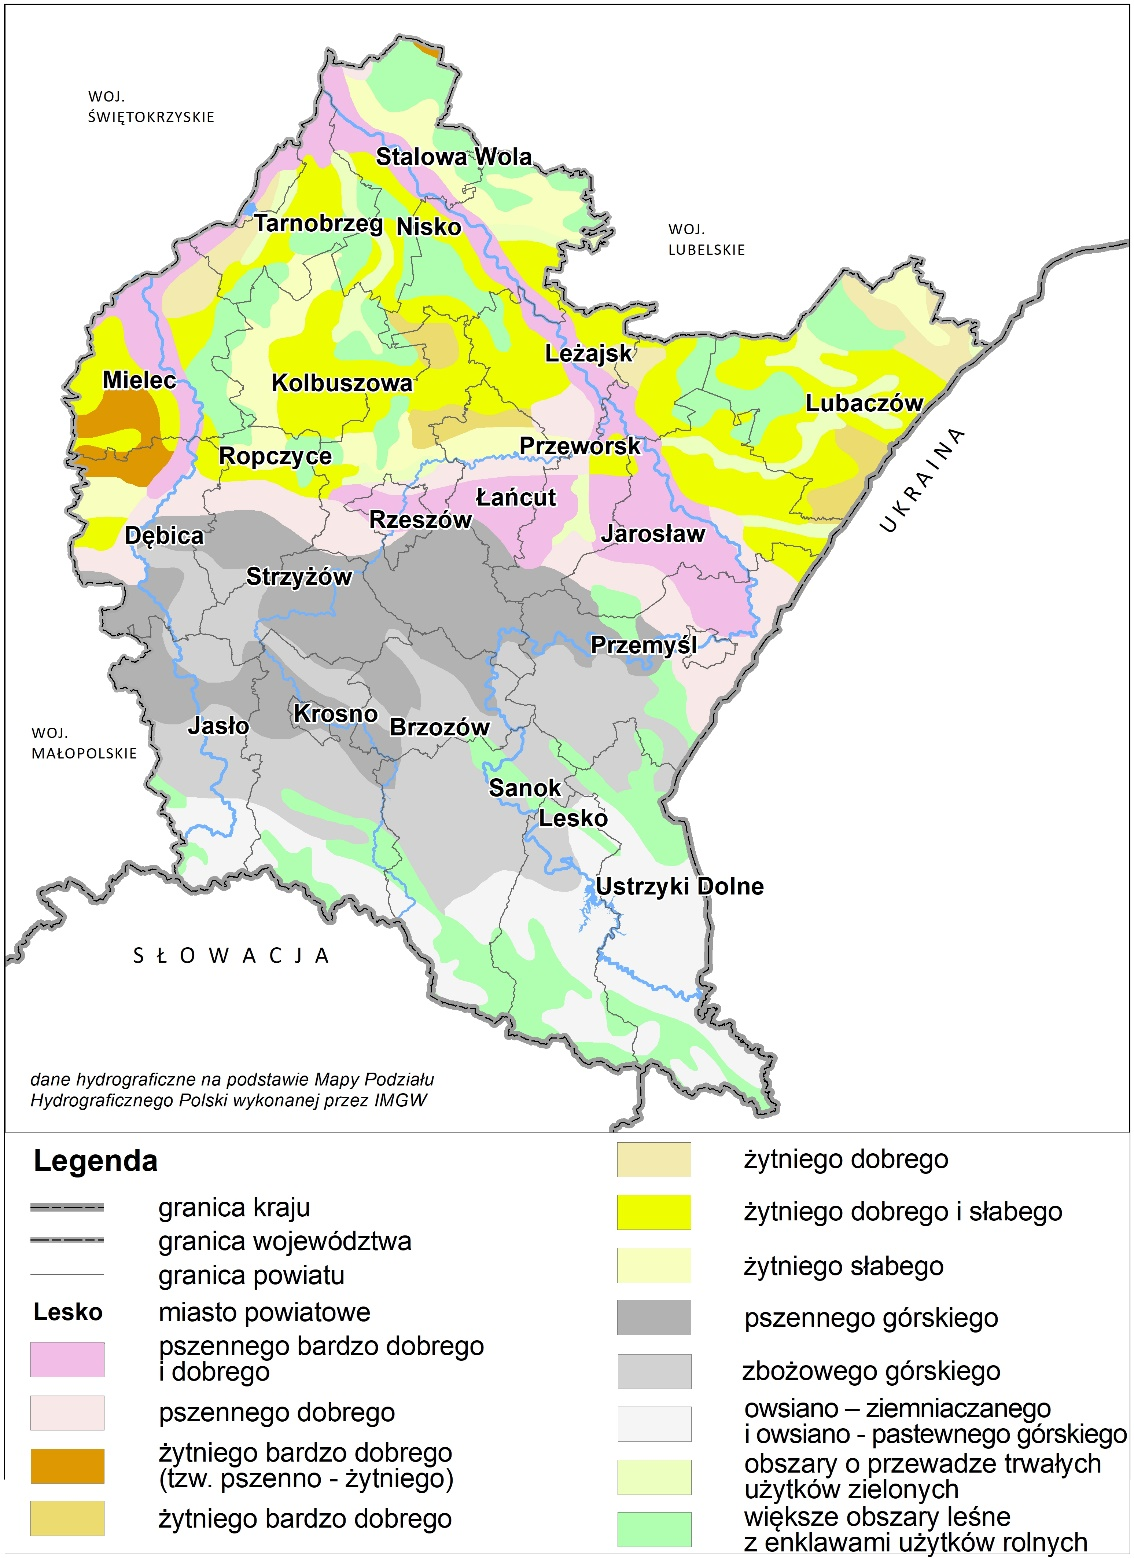 WOJ.
ŚWIĘTOKRZYSKIE
Stalowa Wola
Tarnobrzeg
Nisko
WOJ.
LUBELSKIE
Leżajsk
Mielec
Kolbuszowa
Lubaczów
Ropczyce
Przeworsk
UKRAINA
Łańcut
Rzeszów
Dębica
Jarosław
Strzyżów
Przemyśl
Krosno
Jasło
Brzozów
WOJ.
MAŁOPOLSKIE
Sanok
Lesko
Ustrzyki Dolne
SŁOWACJA
dane hydrograficzne na podstawie Mapy Podziału
Hydrograficznego Polski wykonanej przez IMGW
Legenda
granica kraju
granica województwa
granica powiatu
Lesko miasto powiatowe
pszennego bardzo dobrego
i dobrego
pszennego dobrego
żytniego bardzo dobrego
(tzw. pszenno - żytniego)
żytniego bardzo dobrego
żytniego dobrego
żytniego dobrego i słabego
żytniego słabego
pszennego górskiego
zbożowego górskiego
owsiano – ziemniaczanego
i owsiano - pastewnego górskiego
obszary o przewadze trwałych
użytków zielonych
większe obszary leśne
z enklawami użytków rolnych